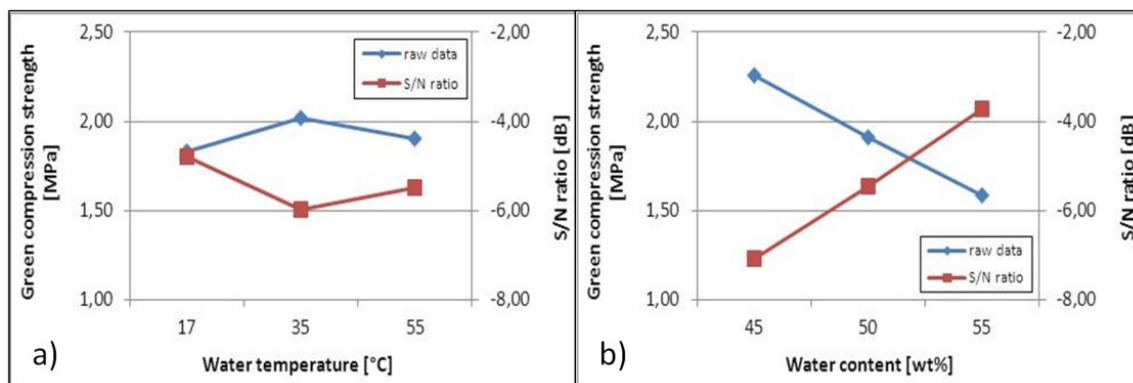 2,50
2,00
1,50
1,00
Green compression strength
[MPa]
-2,00
-4,00
-6,00
-8,00
S/N ratio [dB]
raw data
S/N ratio
17
35
55
Water temperature [°C]
a)
2,50
2,00
1,50
1,00
Green compression strength
[MPa]
-2,00
-4,00
-6,00
-8,00
S/N ratio [dB]
raw data
S/N ratio
45
50
55
Water content [wt%]
b)